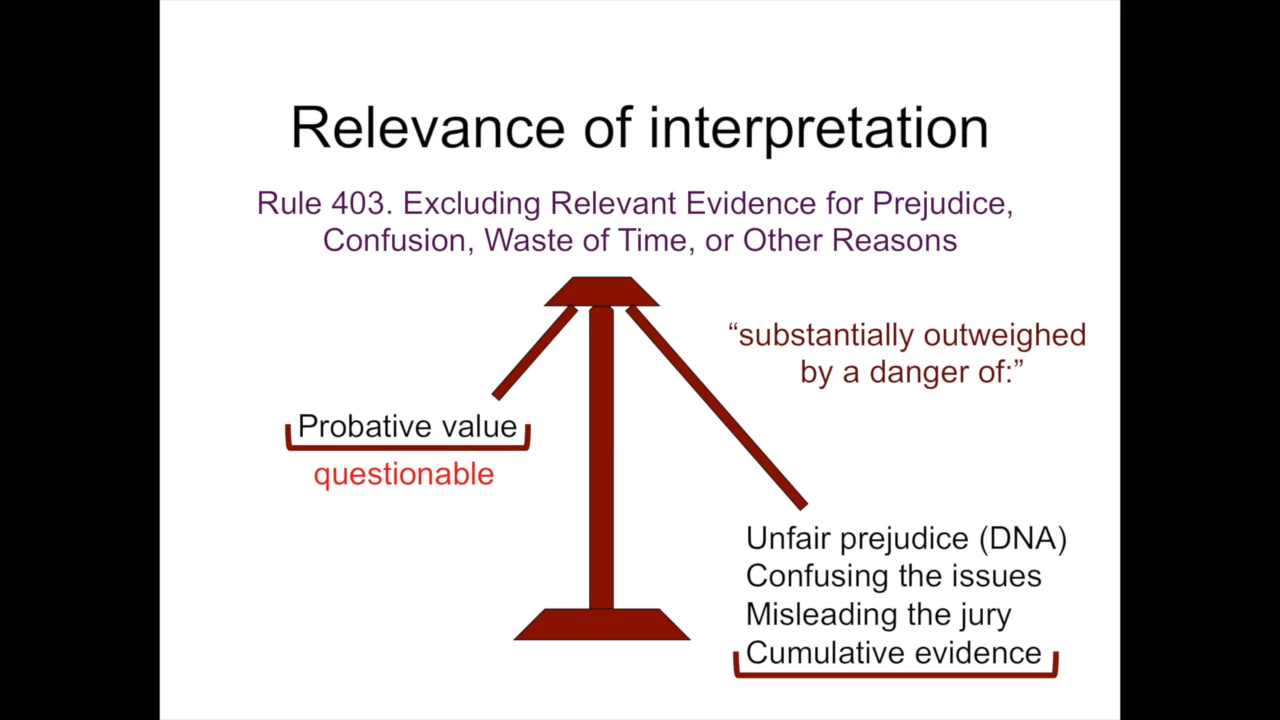 Relevance of interpretation
Rule 403. Excluding Relevant Evidence for Prejudice,
Confusion, Waste of Time, or Other Reasons
“substantially outweighed
by a danger of:”
Probative value
questionable
Unfair prejudice (DNA)
Confusing the issues
Misleading the jury
Cumulative evidence